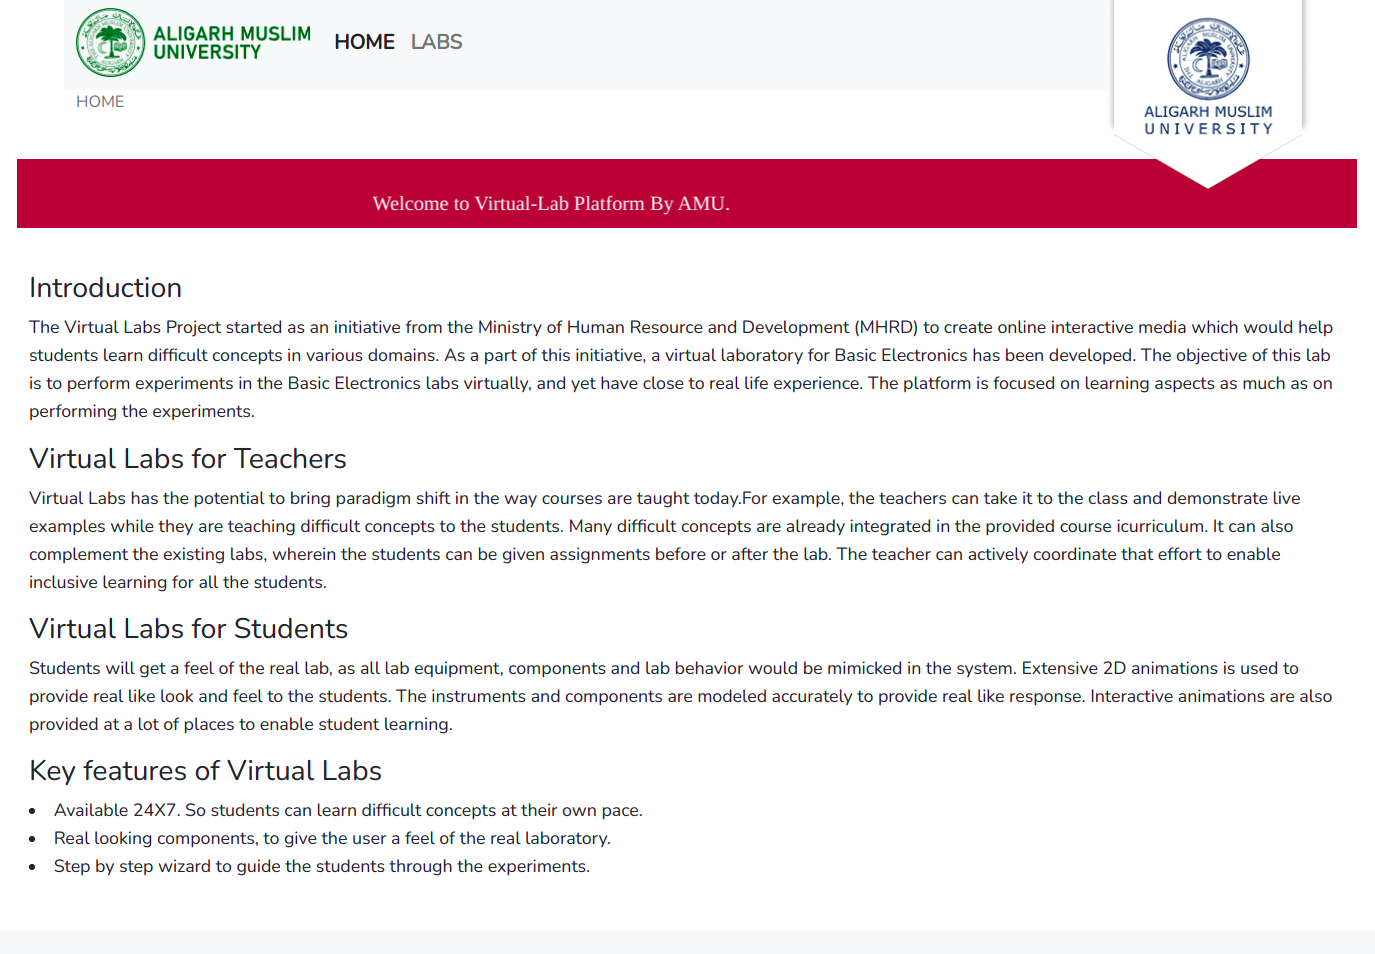 ALIGARH MUSLIM
UNIVERSITY
HOME LABS
ALIGARH MUSLIM
UNIVERSITY
HOME
Welcome to Virtual-Lab Platform By AMU.
Introduction
The Virtual Labs Project started as an initiative from the Ministry of Human Resource and Development (MHRD) to create online interactive media which would help
students learn difficult concepts in various domains. As a part of this initiative, a virtual laboratory for Basic Electronics has been developed. The objective of this lab
is to perform experiments in the Basic Electronics labs virtually, and yet have close to real life experience. The platform is focused on learning aspects as much as on
performing the experiments.
Virtual Labs for Teachers
Virtual Labs has the potential to bring paradigm shift in the way courses are taught today.For example, the teachers can take it to the class and demonstrate live
examples while they are teaching difficult concepts to the students. Many difficult concepts are already integrated in the provided course icurriculum. It can also
complement the existing labs, wherein the students can be given assignments before or after the lab. The teacher can actively coordinate that effort to enable
inclusive learning for all the students.
Virtual Labs for Students
Students will get a feel of the real lab, as all lab equipment, components and lab behavior would be mimicked in the system. Extensive 2D animations is used to
provide real like look and feel to the students. The instruments and components are modeled accurately to provide real like response. Interactive animations are also
provided at a lot of places to enable student learning.
Key features of Virtual Labs
• Available 24X7. So students can learn difficult concepts at their own pace.
• Real looking components, to give the user a feel of the real laboratory.
• Step by step wizard to guide the students through the experiments.